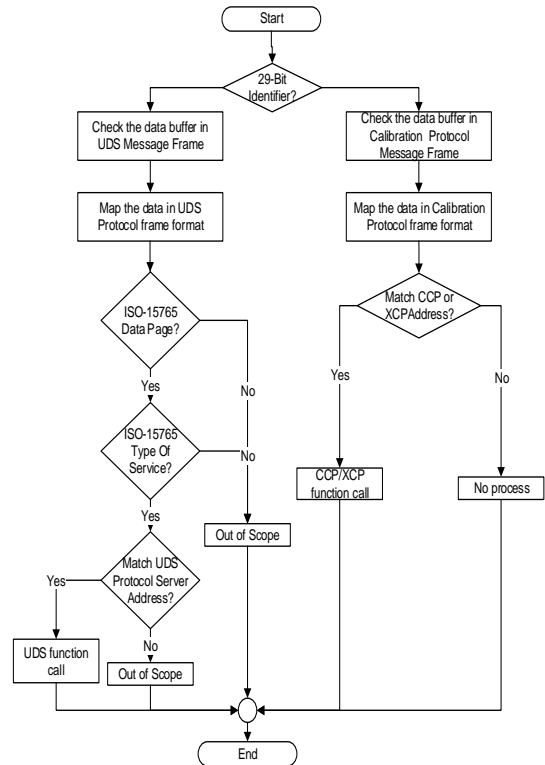 Start
29-Bit
Identifier?
Check the data buffer in
UDS Message Frame
Check the data buffer in
Calibration Protocol
Message Frame
Map the data in UDS
Protocol frame format
Map the data in Calibration
Protocol frame format
ISO-15765
Data Page?
Match CCP or
XCPAddress?
Yes
No
Yes
No
ISO-15765
Type Of
Service?
No
CCP/XCP
function call
No process
Yes
Out of Scope
Match UDS
Protocol Server
Address?
Yes
No
UDS function
call
Out of Scope
End